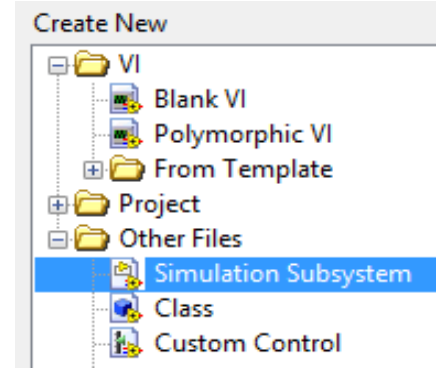 Create New
VI
Blank VI
Polymorphic VI
From Template
Project
Other Files
Simulation Subsystem
Class
Custom Control